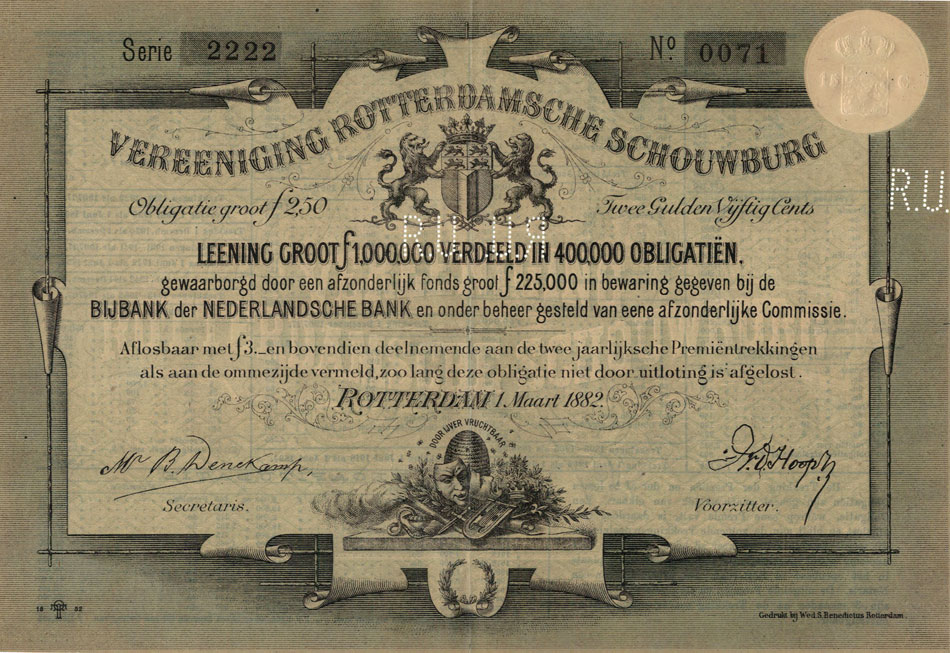 Serie 2222 No. 0071
VEREENIGING ROTTERDAMSCHE SCHOUWBURG
Obligatie groot f 2,50 Twee Gulden Vijftig Cents
LEENING GROOT f 1,000,000 VERDEELD IN 400,000 OBLIGATIËN,
gewaarborgd door een afzonderlijk fonds groot f 225,000 in bewaring gegeven bij de
BIJBANK der NEDERLANDSCHE BANK en onder beheer gesteld van eene afzonderlijke Commissie.
Aflosbaar met f 3._ en bovendien deelnemende aan de twee jaarlijksche Premiëntrekkingen
als aan de ommezijde vermeld, zoo lang deze obligatie niet door uitloting is afgelost.
ROTTERDAM 1. Maart 1882.
DOOR IJVER VRUCHTBAAR
Mr B. Denekamp,
Secretaris. Voorzitter.
18 82
Gedrukt bij Wed. S. Benedictus Rotterdam.
R.U